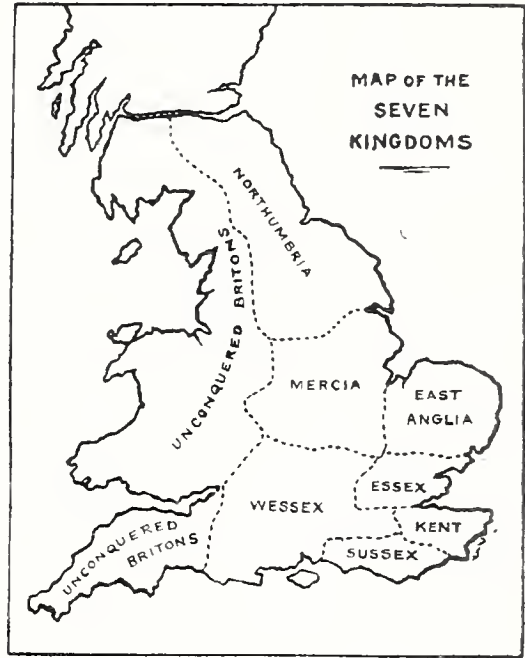 MAP OF THE
SEVEN
KINGDOMS
NORTHUMBRIA
UNCONQUERED BRITONS
MERCIA
EAST
ANGLIA
ESSEX
WESSEX
KENT
SUSSEX
UNCONQUERED
BRITONS